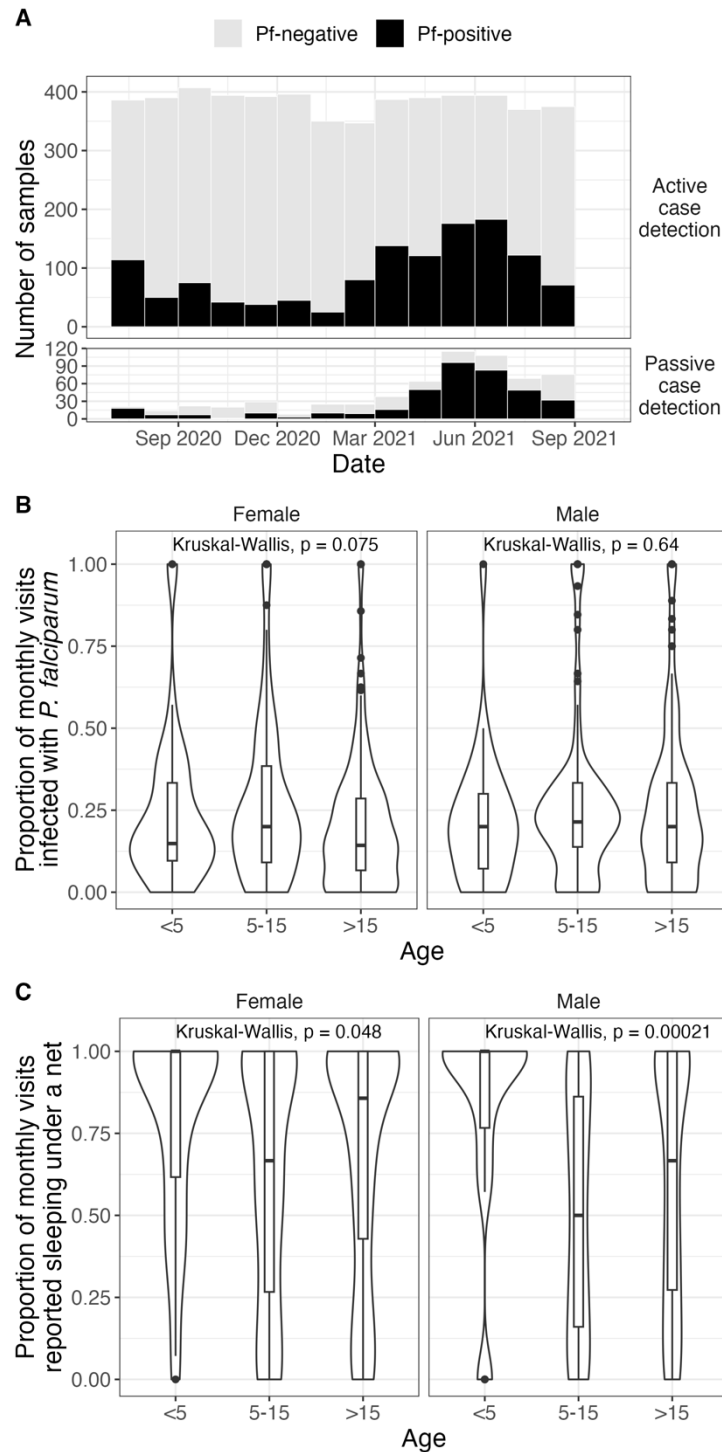 A
Pf-negative Pf-positive
Number of samples
400
300
200
100
0
Active
case
detection
120
90
60
30
0
Passive
case
detection
Sep 2020 Dec 2020 Mar 2021 Jun 2021 Sep 2021
Date
B
Female Male
Kruskal-Wallis, p = 0.075 Kruskal-Wallis, p = 0.64
Proportion of monthly visits
infected with P. falciparum
1.00
0.75
0.50
0.25
0.00
<5 5-15 >15 <5 5-15 >15
Age
C
Female Male
Kruskal-Wallis, p = 0.048 Kruskal-Wallis, p = 0.00021
Proportion of monthly visits
reported sleeping under a net
1.00
0.75
0.50
0.25
0.00
<5 5-15 >15 <5 5-15 >15
Age